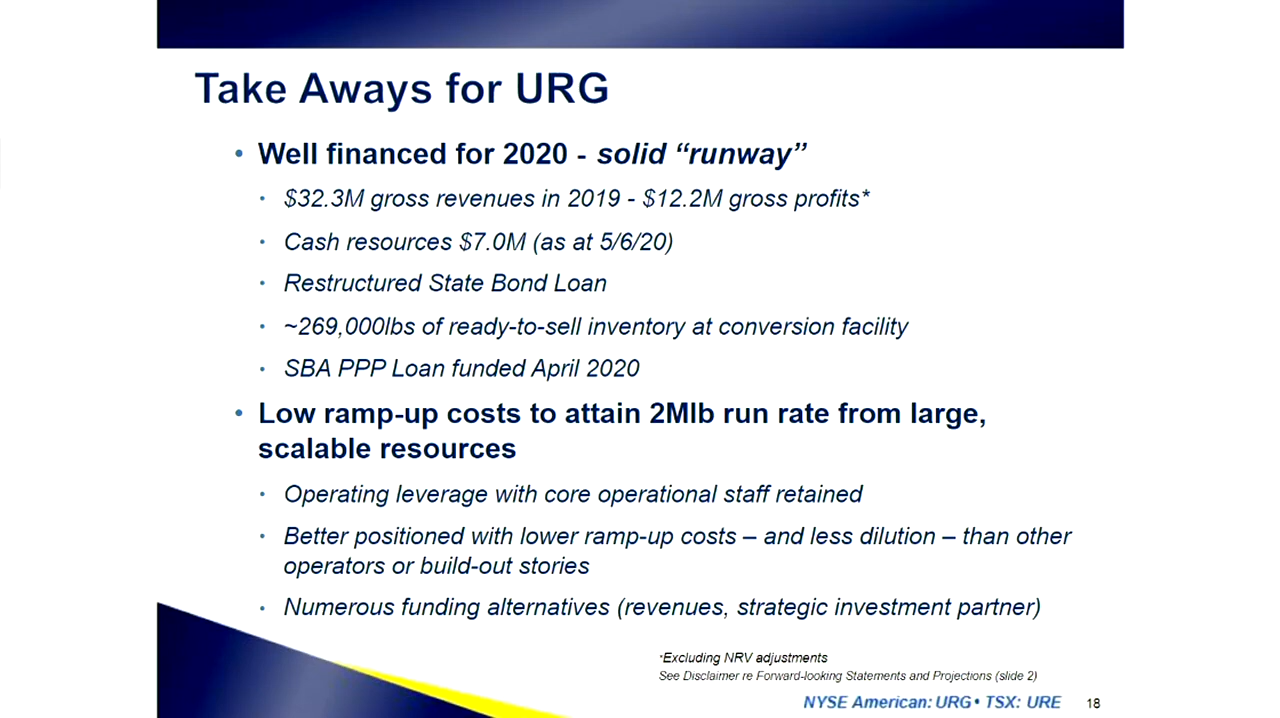 Take Aways for URG
• Well financed for 2020 - solid “runway”
• $32.3M gross revenues in 2019 - $12.2M gross profits*
• Cash resources $7.0M (as at 5/6/20)
• Restructured State Bond Loan
• ~269,000lbs of ready-to-sell inventory at conversion facility
• SBA PPP Loan funded April 2020
• Low ramp-up costs to attain 2Mlb run rate from large,
scalable resources
• Operating leverage with core operational staff retained
• Better positioned with lower ramp-up costs – and less dilution – than other
operators or build-out stories
• Numerous funding alternatives (revenues, strategic investment partner)
*Excluding NRV adjustments
See Disclaimer re Forward-looking Statements and Projections (slide 2)
NYSE American: URG • TSX: URE 18